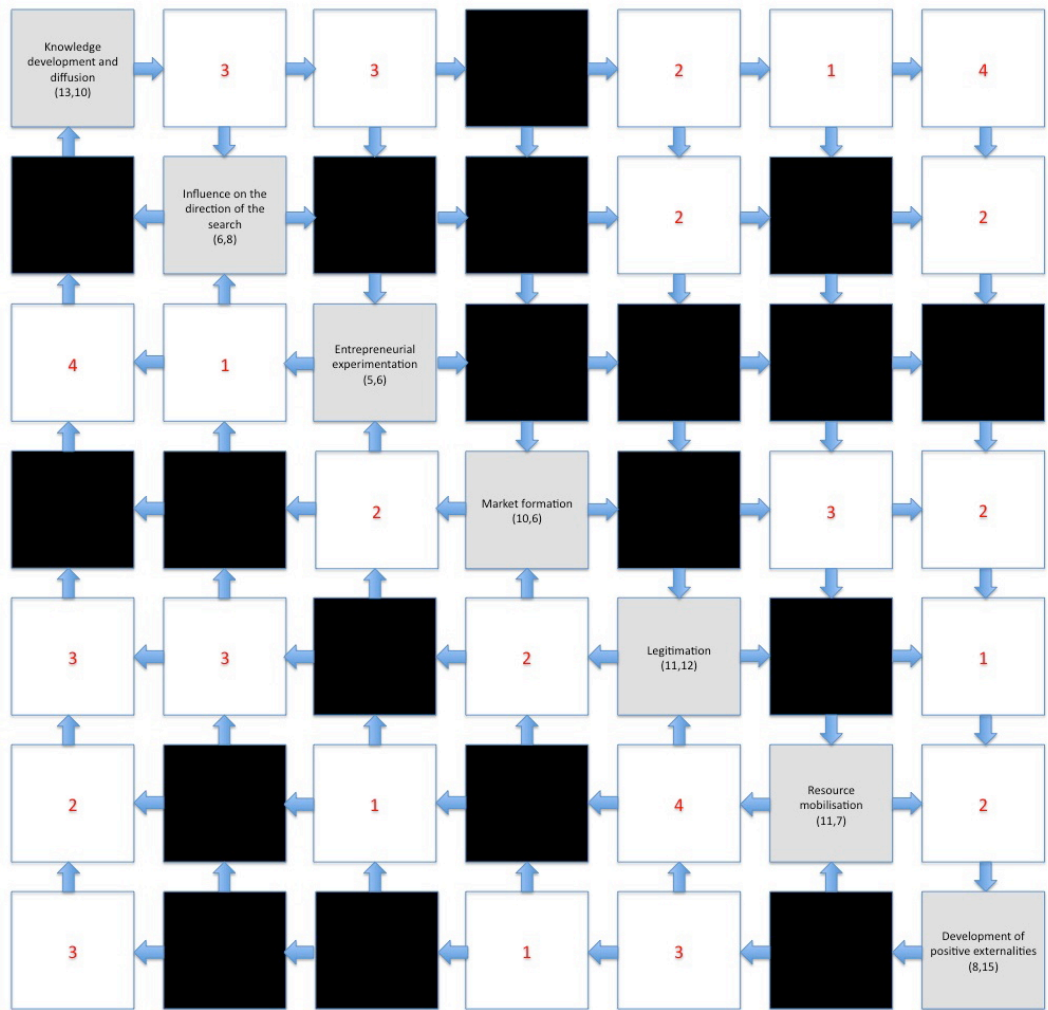 Knowledge
development and
diffusion
(13,10)
3
3
2
1
4
Influence on the
direction of the
search
(6,8)
2
2
4
1
Entrepreneurial
experimentation
(5,6)
2
Market formation
(10,6)
3
2
3
3
2
Legitimation
(11,12)
1
2
1
4
Resource
mobilisation
(11,7)
2
3
1
3
Development of
positive externalities
(8,15)